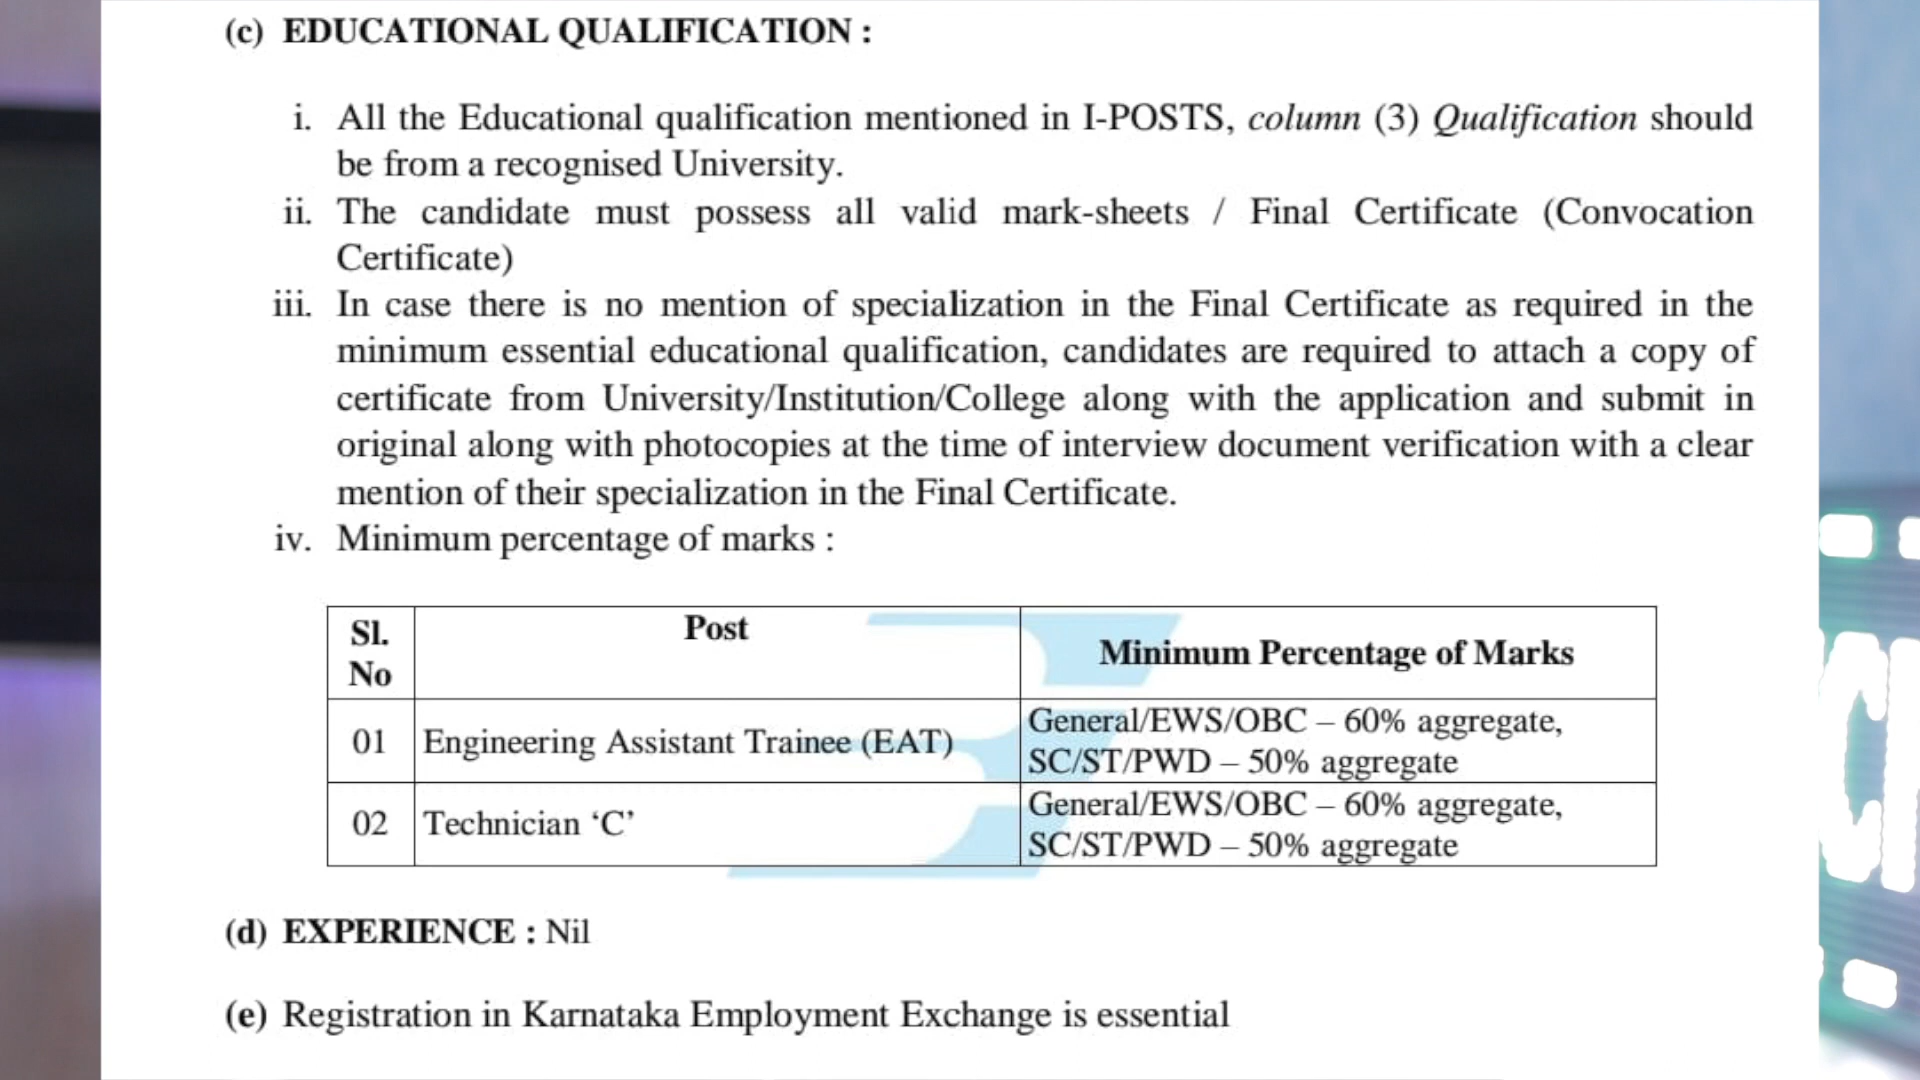 (c) EDUCATIONAL QUALIFICATION :
i. All the Educational qualification mentioned in I-POSTS, column (3) Qualification should
be from a recognised University.
ii. The candidate must possess all valid mark-sheets / Final Certificate (Convocation
Certificate)
iii. In case there is no mention of specialization in the Final Certificate as required in the
minimum essential educational qualification, candidates are required to attach a copy of
certificate from University/Institution/College along with the application and submit in
original along with photocopies at the time of interview document verification with a clear
mention of their specialization in the Final Certificate.
iv. Minimum percentage of marks :
Sl. No
Post
Minimum Percentage of Marks
01
Engineering Assistant Trainee (EAT)
General/EWS/OBC – 60% aggregate,
SC/ST/PWD – 50% aggregate
02
Technician ‘C’
General/EWS/OBC – 60% aggregate,
SC/ST/PWD – 50% aggregate
(d) EXPERIENCE : Nil
(e) Registration in Karnataka Employment Exchange is essential